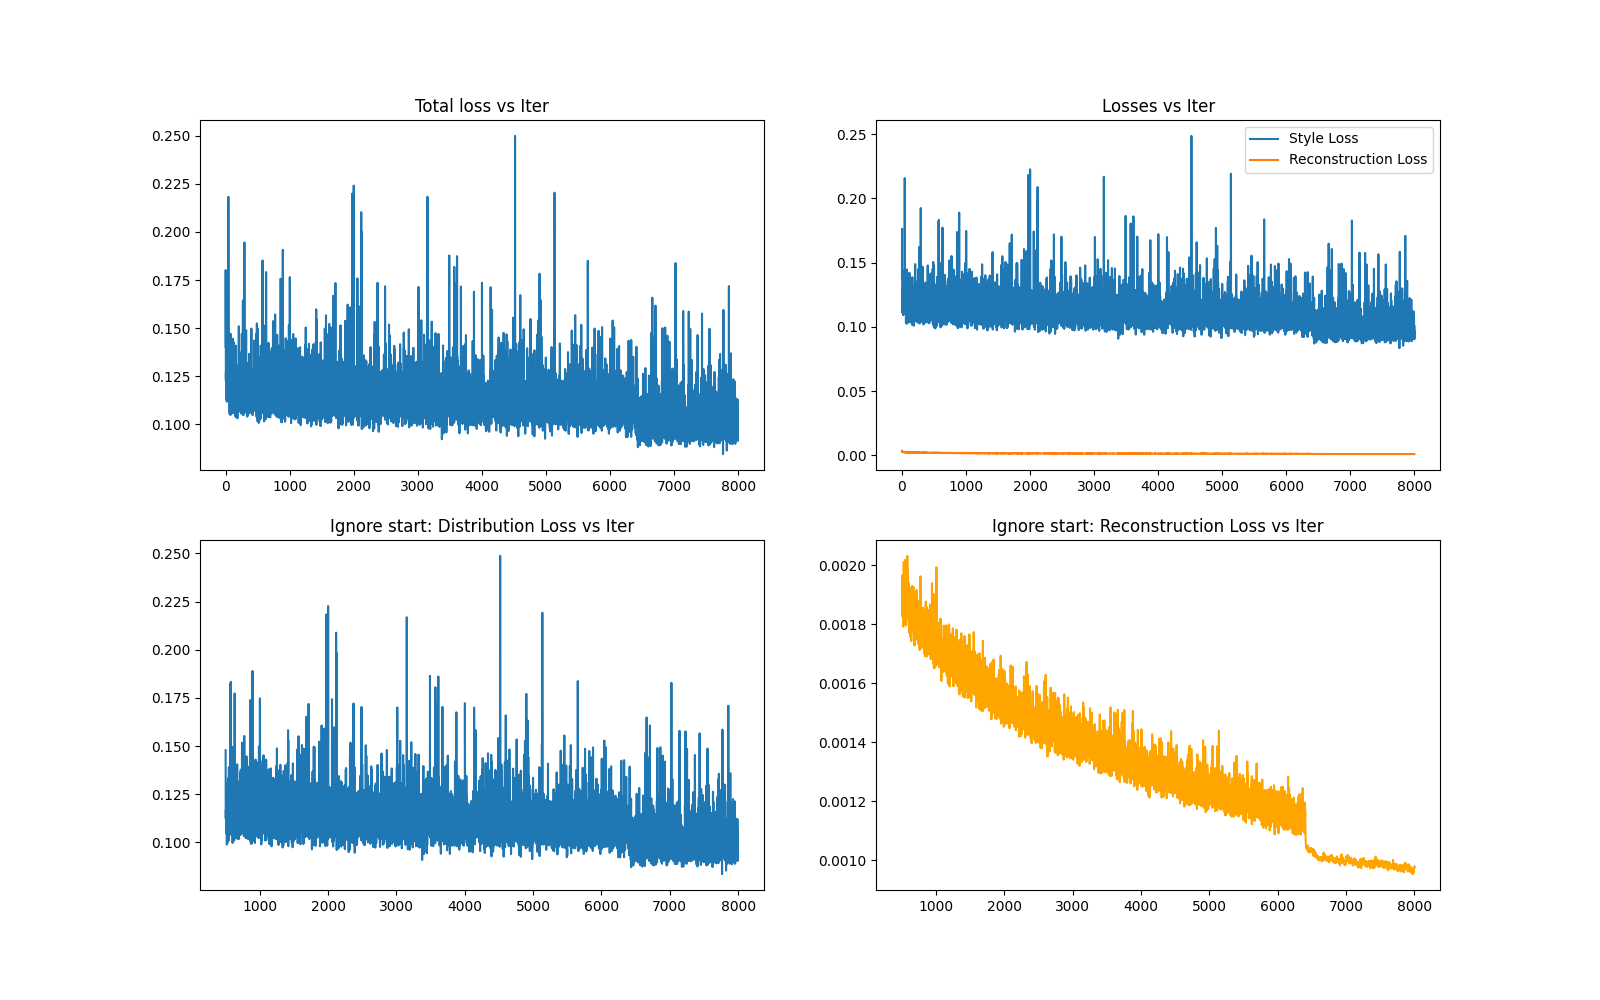 Total loss vs Iter
0.250
0.225
0.200
0.175
0.150
0.125
0.100
0 1000 2000 3000 4000 5000 6000 7000 8000
Losses vs Iter
Style Loss
Reconstruction Loss
0.25
0.20
0.15
0.10
0.05
0.00
0 1000 2000 3000 4000 5000 6000 7000 8000
Ignore start: Distribution Loss vs Iter
0.250
0.225
0.200
0.175
0.150
0.125
0.100
1000 2000 3000 4000 5000 6000 7000 8000
Ignore start: Reconstruction Loss vs Iter
0.0020
0.0018
0.0016
0.0014
0.0012
0.0010
1000 2000 3000 4000 5000 6000 7000 8000